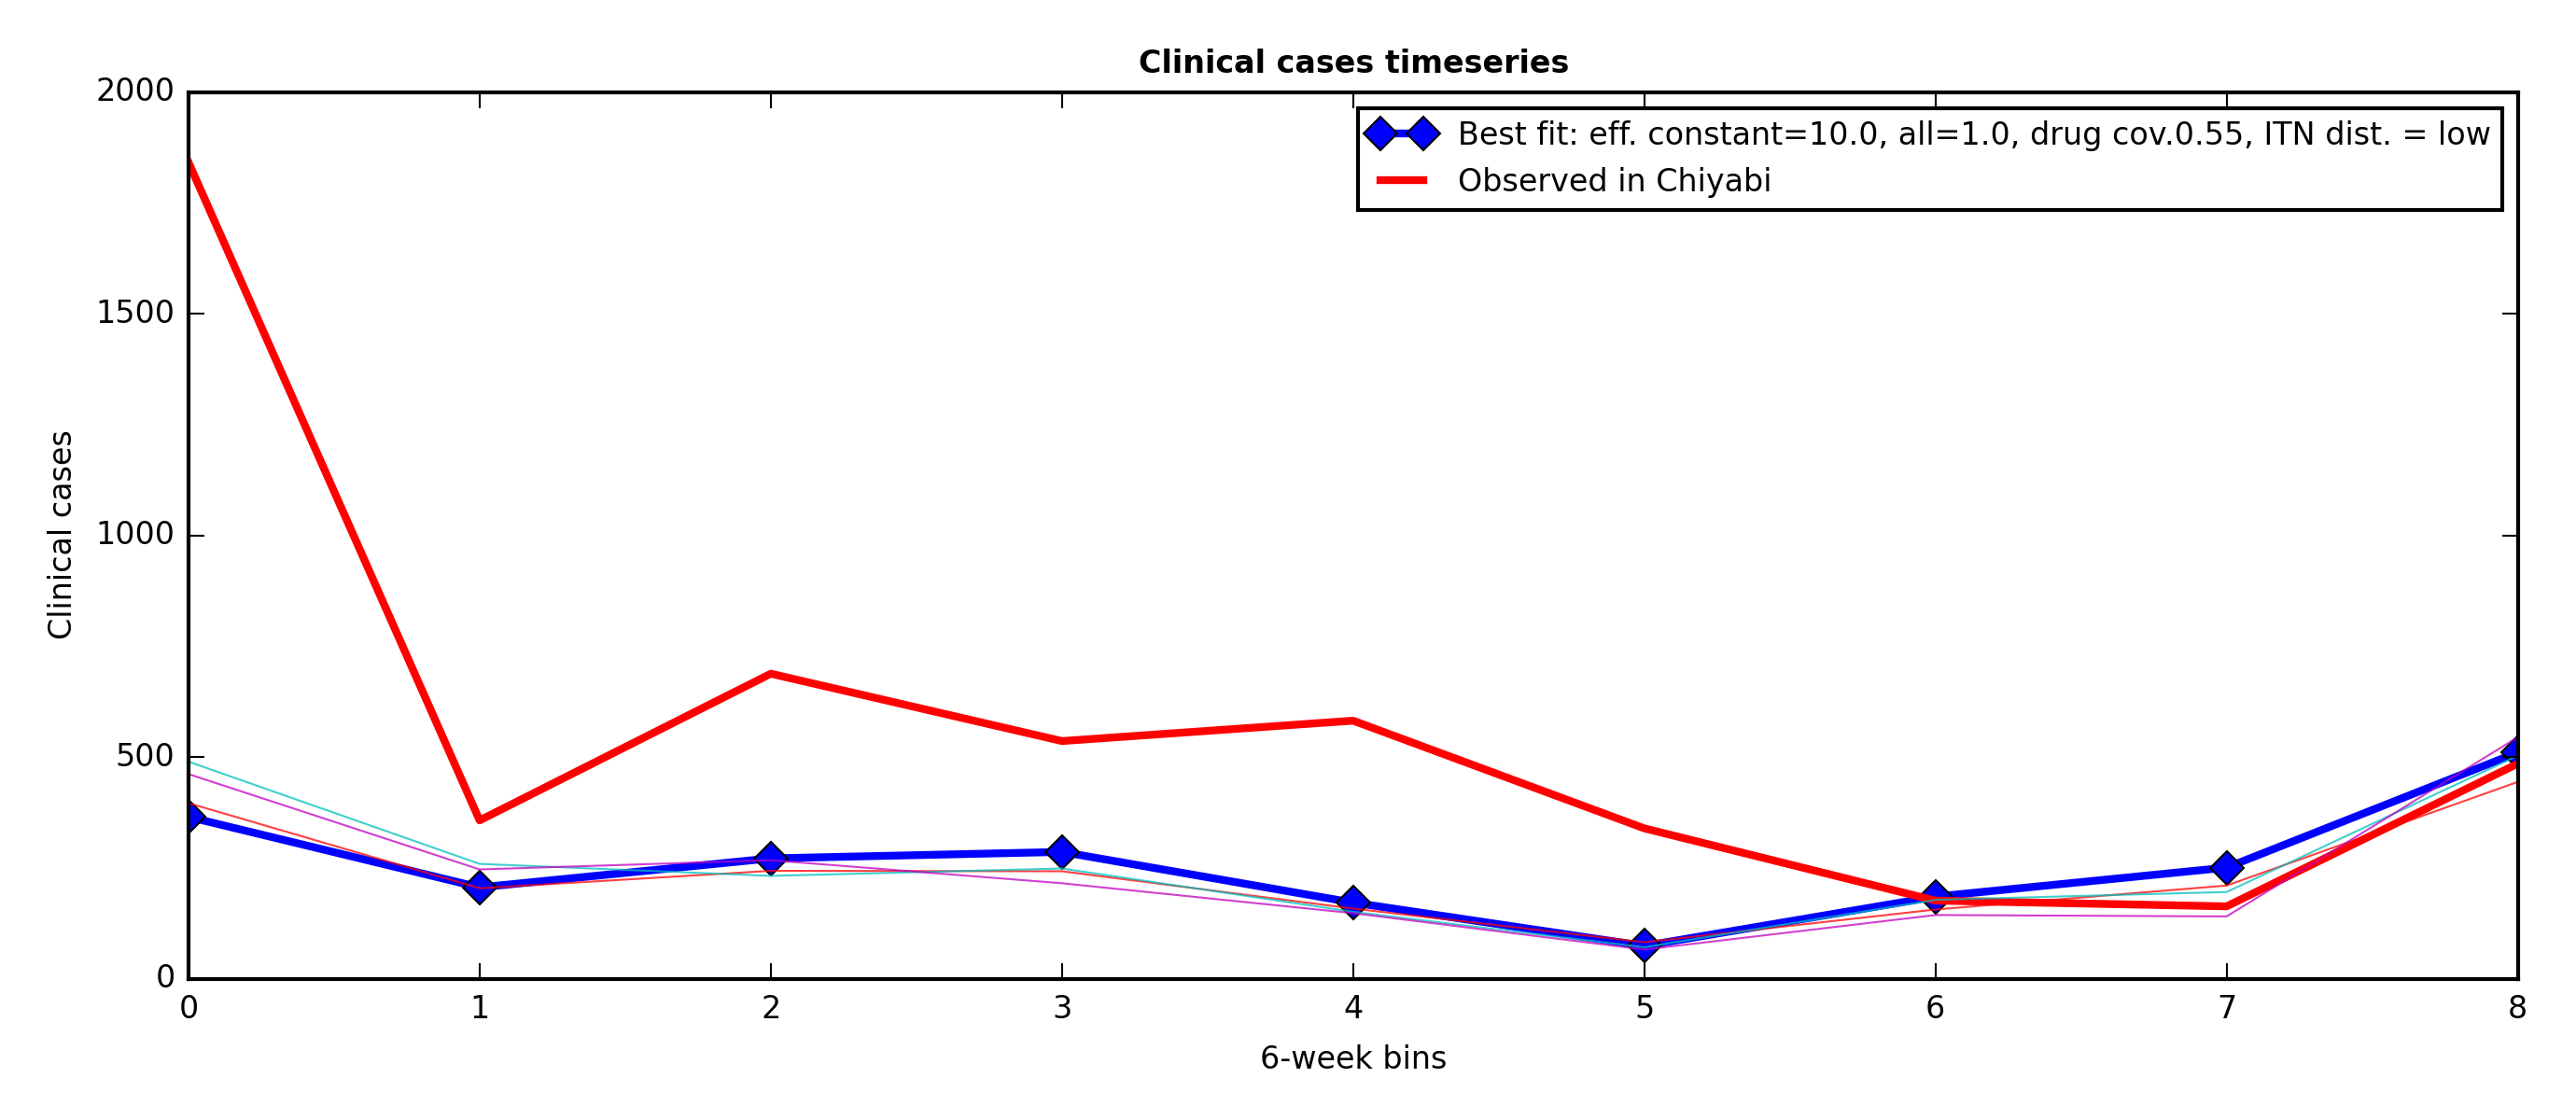 Clinical cases timeseries
2000
1500
1000
500
0
Clinical cases
Best fit: eff. constant=10.0, all=1.0, drug cov.0.55, ITN dist. = low
Observed in Chiyabi
0 1 2 3 4 5 6 7 8
6-week bins